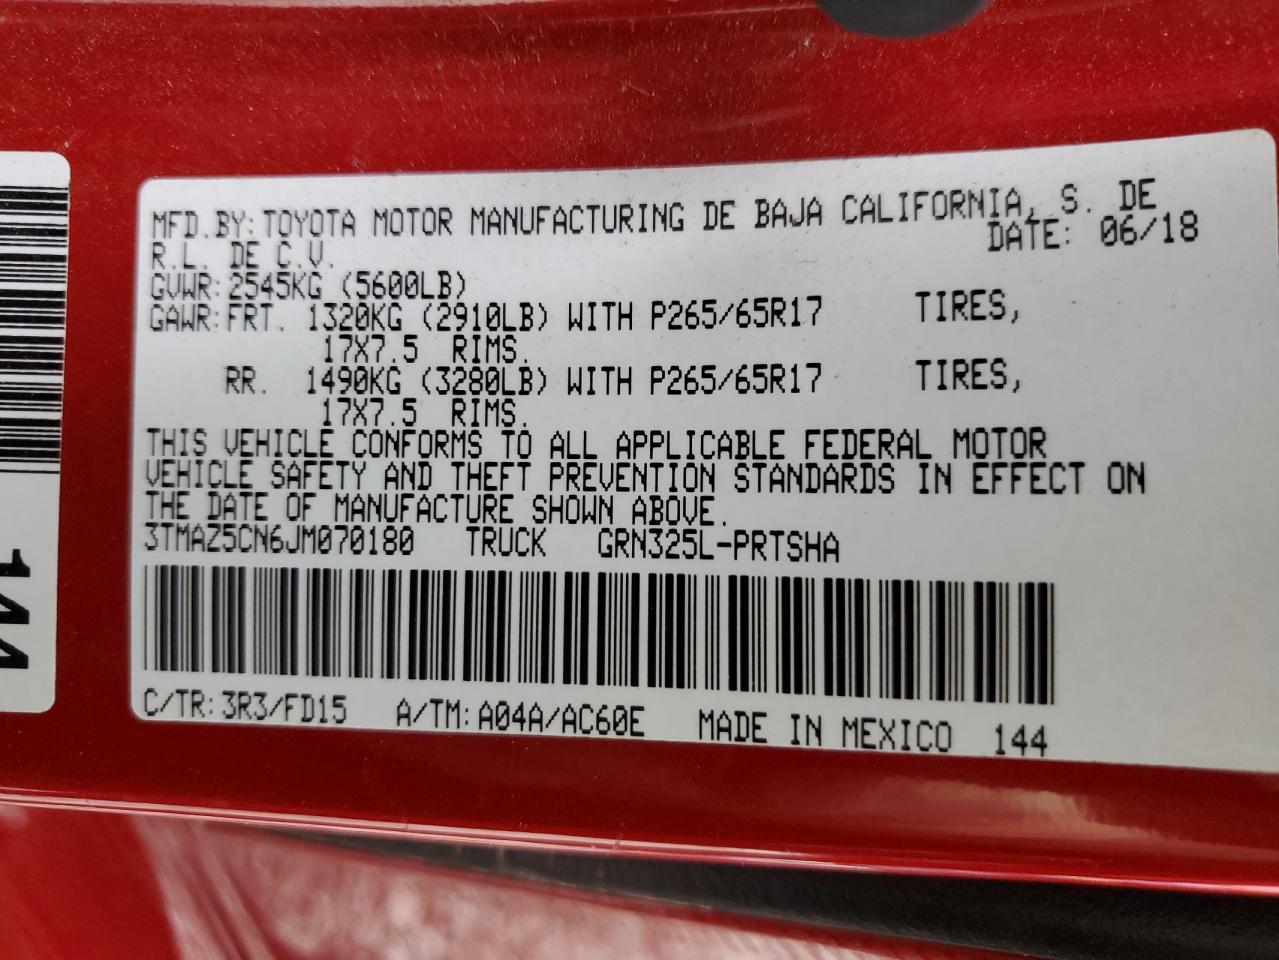 MFD.BY: TOYOTA MOTOR MANUFACTURING DE BAJA CALIFORNIA, S. DE
R.L. DE C.V. DATE: 06/18
GVWR: 2545KG (5600LB)
GAWR: FRT. 1320KG (2910LB) WITH P265/65R17 TIRES,
17X7.5 RIMS.
RR. 1490KG (3280LB) WITH P265/65R17 TIRES,
17X7.5 RIMS.
THIS VEHICLE CONFORMS TO ALL APPLICABLE FEDERAL MOTOR
VEHICLE SAFETY AND THEFT PREVENTION STANDARDS IN EFFECT ON
THE DATE OF MANUFACTURE SHOWN ABOVE.
3TMAZ5CN6JM070180 TRUCK GRN325L-PRTSHA
C/TR: 3R3/FD15 A/TM: A04A/AC60E MADE IN MEXICO 144
144